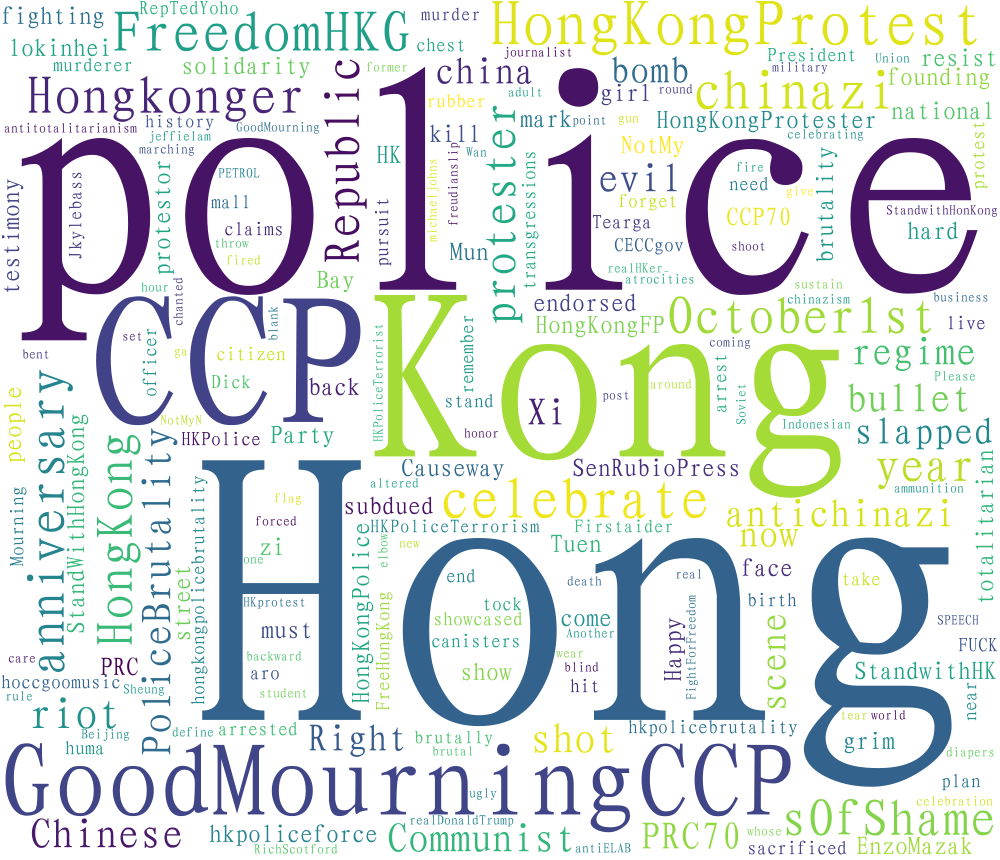 fighting
RepTedYoho
murder
HongKongProtest
FreedomHKG
lokinhei
murderer
solidarity
chest
journalist
former
china
adult
bomb
girl
round
President
military
Union
resist
founding
chinazi
national
Hongkonger
antitotalitarianism
history
jeffielam
GoodMourning
marching
Republic
rubber
kill
HK
mark
point
gun
HongKongProtester
celebrating
NotMy
protest
police
PETROL
mall
claims
throw
fired
protestor
testimony
Jkylebass
pursuit
michaeljohns
freudianslip
Wan
Mun
protester
transgressions
evil
forget
Tearga
CECCgov
realHKer_
atrocities
fire
need
give
CCP70
shoot
brutality
StandwithHonKong
hard
hour
chanted
Bay
endorsed
HongKongFP
October1st
sustain
chinazism
business
live
coming
CCP
Kong
bent
set
officer
ga
blank
citizen
Dick
back
HKPoliceTerrorist
remember
stand
honor
Xi
post
around
arrest
Soviet
Indonesian
regime
Please
bullet
slapped
people
anniversary
NotMyN
HKPolice
Party
Causeway
SenRubioPress
year
ammunition
totalitarian
Mourning
StandWithHongKong
HongKong
PoliceBrutality
hongkongpolicebrutality
street
Hong
flag
forced
zi
one
altered
subdued
celebrate
HKPoliceTerrorism
Firstaider
elbow
new
Tuen
antichinazi
now
face
HongKongPolice
FreeHongKong
end
tock
showcased
canisters
show
death
real
come
Another
wear
blind
hit
Happy
FightForFreedom
birth
scene
take
SPEECH
FUCK
StandwithHK
near
care
PRC
hoccgoomusic
Sheung
rule
HKprotest
must
aro
backward
student
riot
Beijing
huma
define
arrested
Right
brutally
brutal
shot
hkpolicebrutality
tear
world
grim
diapers
plan
GoodMourningCCP
ugly
celebration
Chinese
hkpoliceforce
RichScotford
realDonaldTrump
Communist
antiELAB
PRC70
whose
sOfShame
sacrificed
EnzoMazak